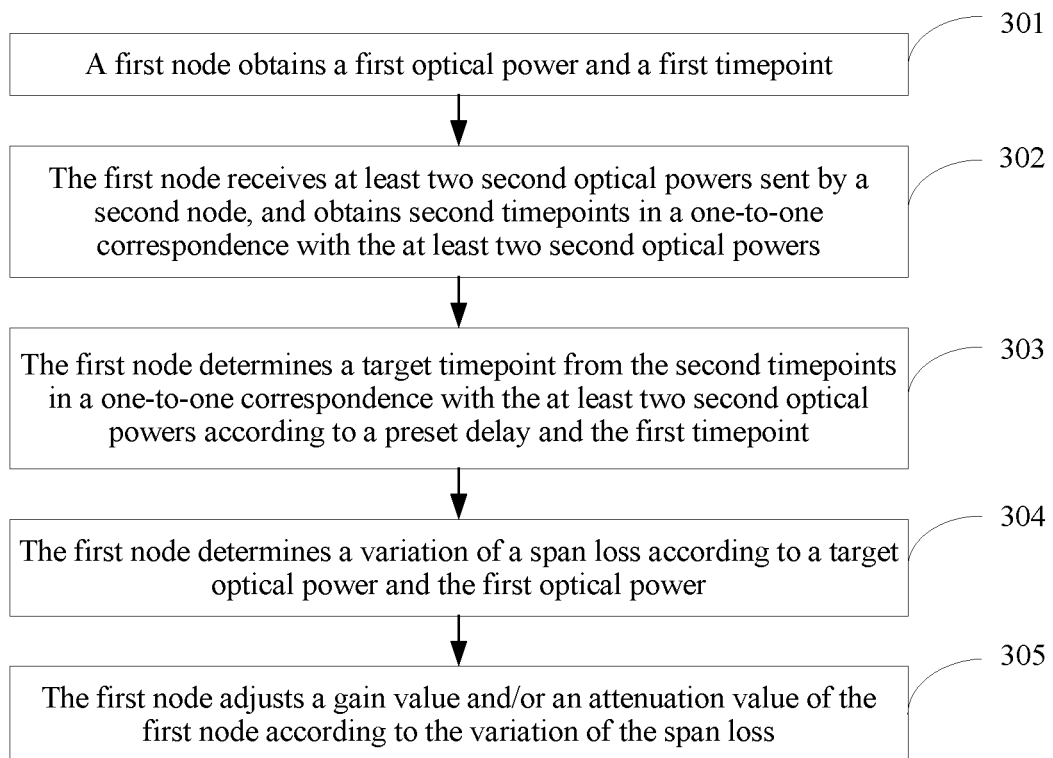 301
A first node obtains a first optical power and a first timepoint
302
The first node receives at least two second optical powers sent by a
second node, and obtains second timepoints in a one-to-one
correspondence with the at least two second optical powers
303
The first node determines a target timepoint from the second timepoints
in a one-to-one correspondence with the at least two second optical
powers according to a preset delay and the first timepoint
304
The first node determines a variation of a span loss according to a target
optical power and the first optical power
305
The first node adjusts a gain value and/or an attenuation value of the
first node according to the variation of the span loss